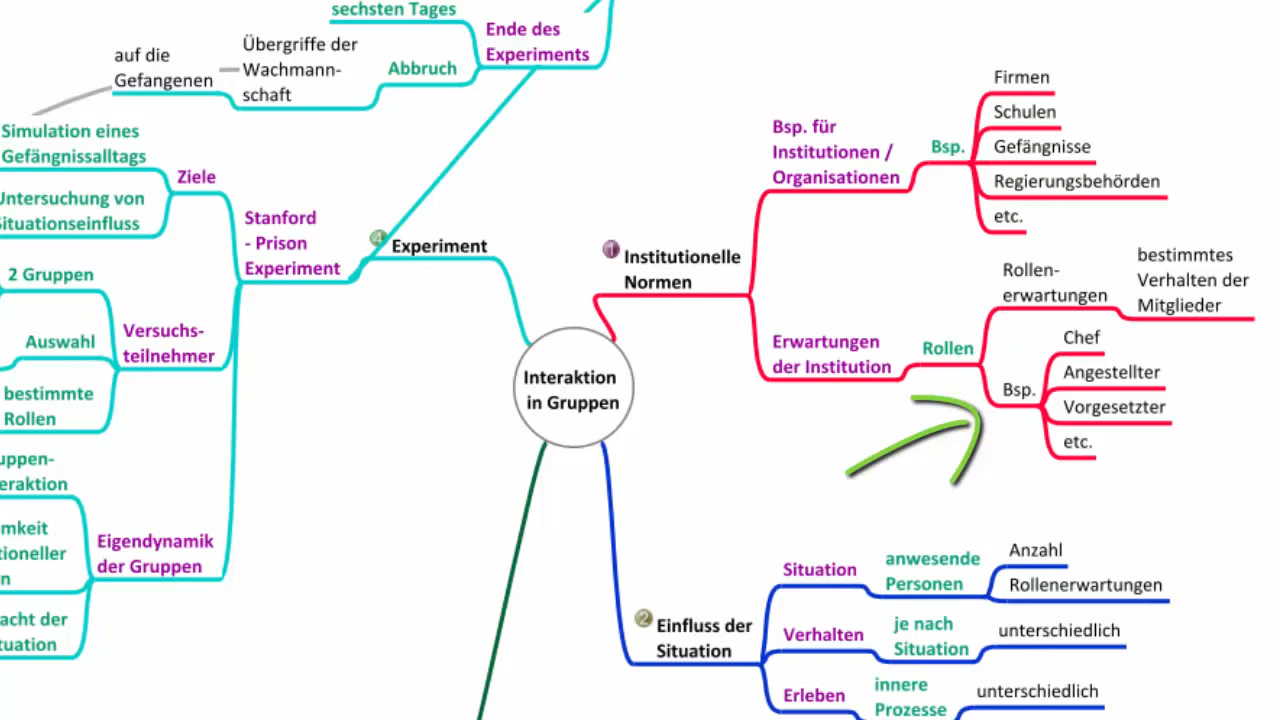 sechsten Tages
Ende des
Experiments
Abbruch
Übergriffe der
Wachmann-
schaft
auf die
Gefangenen
Simulation eines
Gefängnissalltags
Ziele
Untersuchung von
Situationseinfluss
Stanford
- Prison
Experiment
4
Experiment
2 Gruppen
Auswahl
bestimmte
Rollen
Versuchs-
teilnehmer
Eigendynamik
der Gruppen
Interaktion
in Gruppen
1
Institutionelle
Normen
Bsp. für
Institutionen /
Organisationen
Bsp.
Firmen
Schulen
Gefängnisse
Regierungsbehörden
etc.
Erwartungen
der Institution
Rollen
Rollen-
erwartungen
bestimmtes
Verhalten der
Mitglieder
Bsp.
Chef
Angestellter
Vorgesetzter
etc.
2
Einfluss der
Situation
Situation
anwesende
Personen
Anzahl
Rollenerwartungen
Verhalten
je nach
Situation
unterschiedlich
Erleben
innere
Prozesse
unterschiedlich